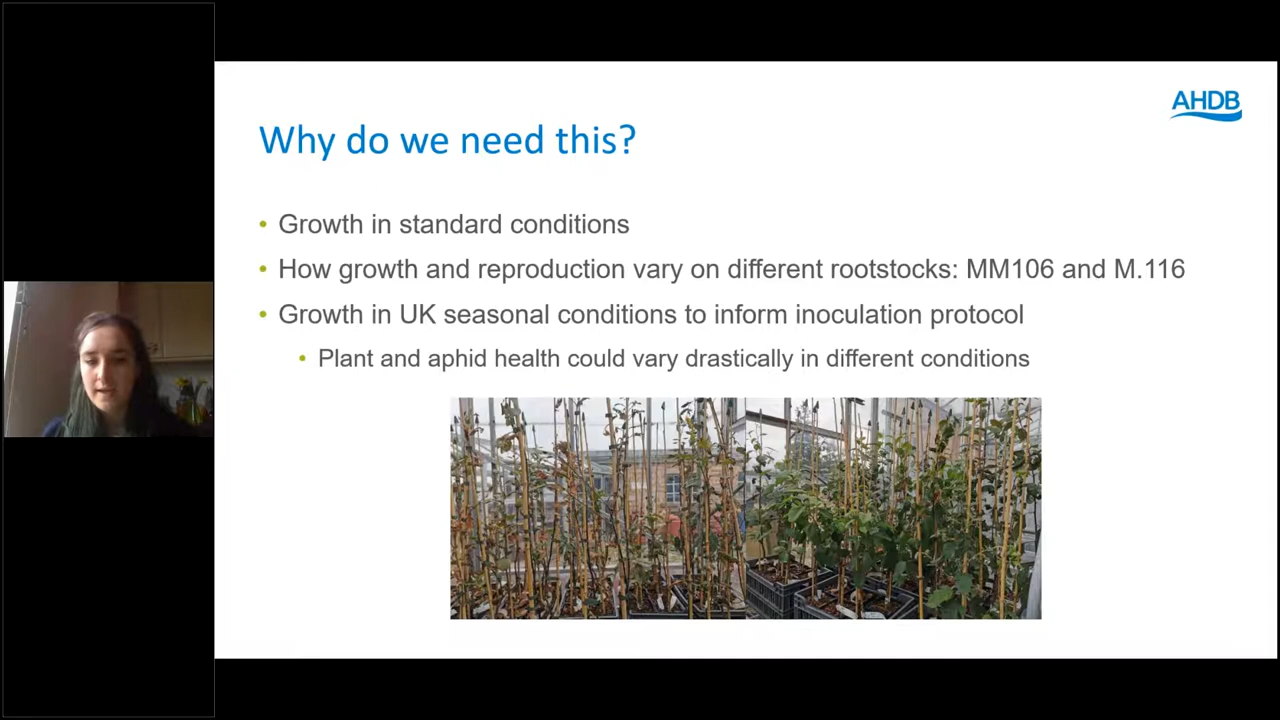 AHDB
Why do we need this?
• Growth in standard conditions
• How growth and reproduction vary on different rootstocks: MM106 and M.116
• Growth in UK seasonal conditions to inform inoculation protocol
• Plant and aphid health could vary drastically in different conditions